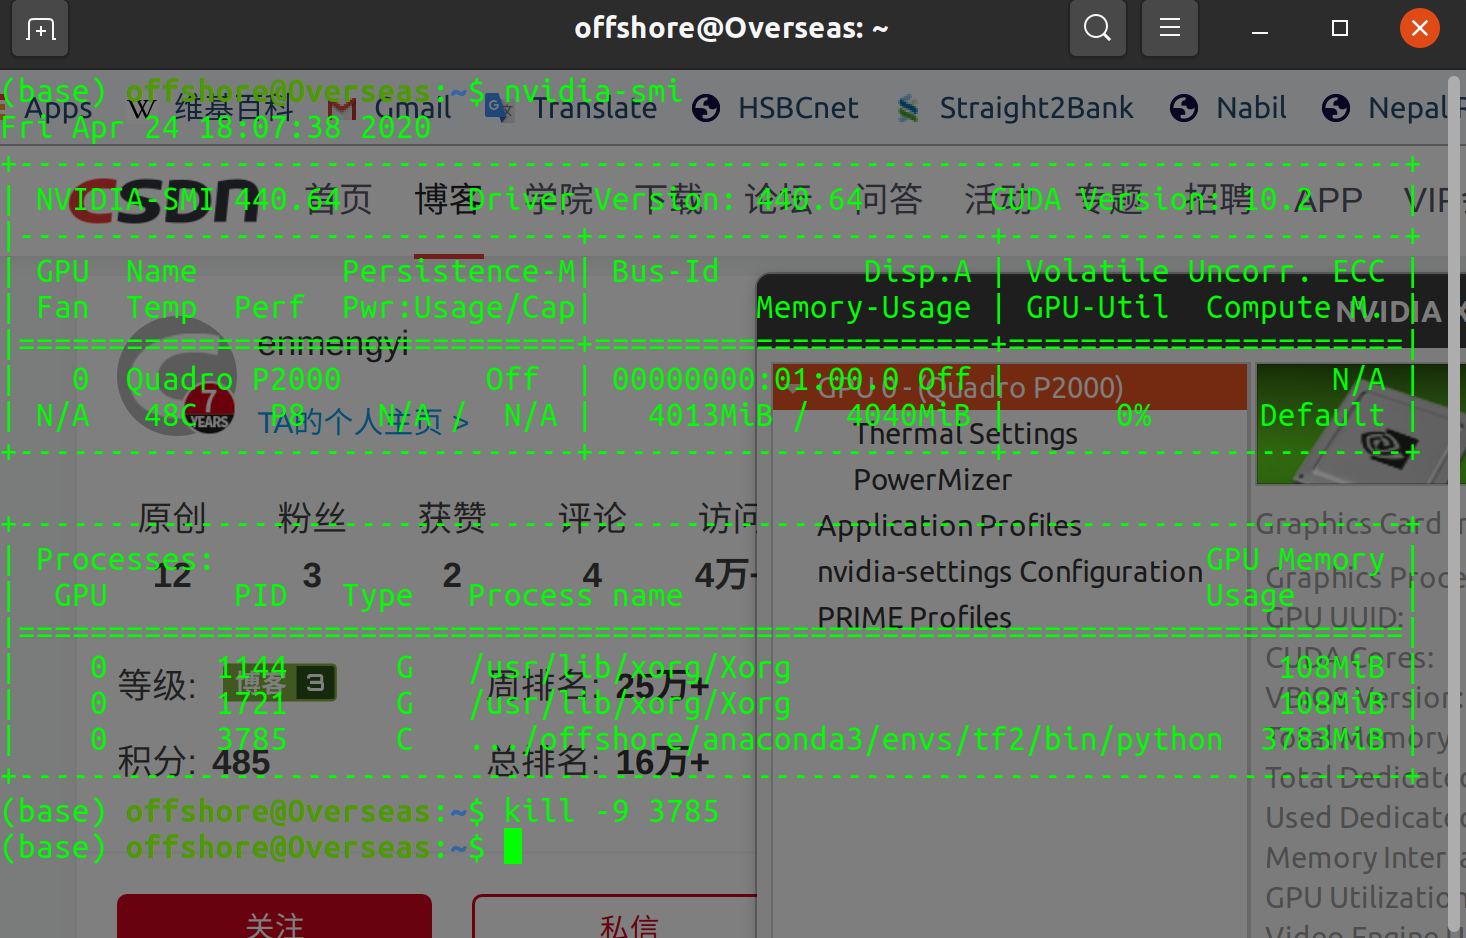 offshore@Overseas: ~
(base) offshore@Overseas:~$ nvidia-smi
Apps 维基百科 Gmail Translate HSBCnet Straight2Bank Nabil Nepal
Fri Apr 24 18:07:38 2020
+-----------------------------------------------------------------------------+
| NVIDIA-SMI 440.64       Driver Version: 440.64       CUDA Version: 10.2     |
CSDN 首页 博客 学院 下载 论坛 问答 活动 专题 招聘 APP
|-------------------------------+----------------------+----------------------+
| GPU  Name        Persistence-M| Bus-Id        Disp.A | Volatile Uncorr. ECC |
| Fan  Temp  Perf  Pwr:Usage/Cap|         Memory-Usage | GPU-Util  Compute M. |
NVIDIA X
|===============================+======================+======================|
enmengyi
|   0  Quadro P2000        Off  | 00000000:01:00.0 Off |                  N/A |
GPU 0 - (Quadro P2000)
7 YEARS
| N/A   48C    P8    N/A /  N/A |   4013MiB /  4040MiB |      0%      Default |
TA的个人主页 >
Thermal Settings
+-------------------------------+----------------------+----------------------+
PowerMizer
原创 粉丝 获赞 评论 访问
+-----------------------------------------------------------------------------+
Application Profiles
Graphics Card
| Processes:                                                       GPU Memory |
12 3 2 4 4万+
nvidia-settings Configuration
Graphics Proce
|  GPU       PID   Type   Process name                             Usage      |
PRIME Profiles
GPU UUID:
|=============================================================================|
|    0      1144      G   /usr/lib/xorg/Xorg                           108MiB |
CUDA Cores:
等级: 博客 3 周排名: 25万+
|    0      1721      G   /usr/lib/xorg/Xorg                           108MiB |
VBIOS Version:
|    0      3785      C   .../offshore/anaconda3/envs/tf2/bin/python  3783MiB |
Total Memory
积分: 485 总排名: 16万+
+-----------------------------------------------------------------------------+
Total Dedicate
(base) offshore@Overseas:~$ kill -9 3785
Used Dedicate
(base) offshore@Overseas:~$
Memory Inter
GPU Utilization
关注 私信
Video Engine U